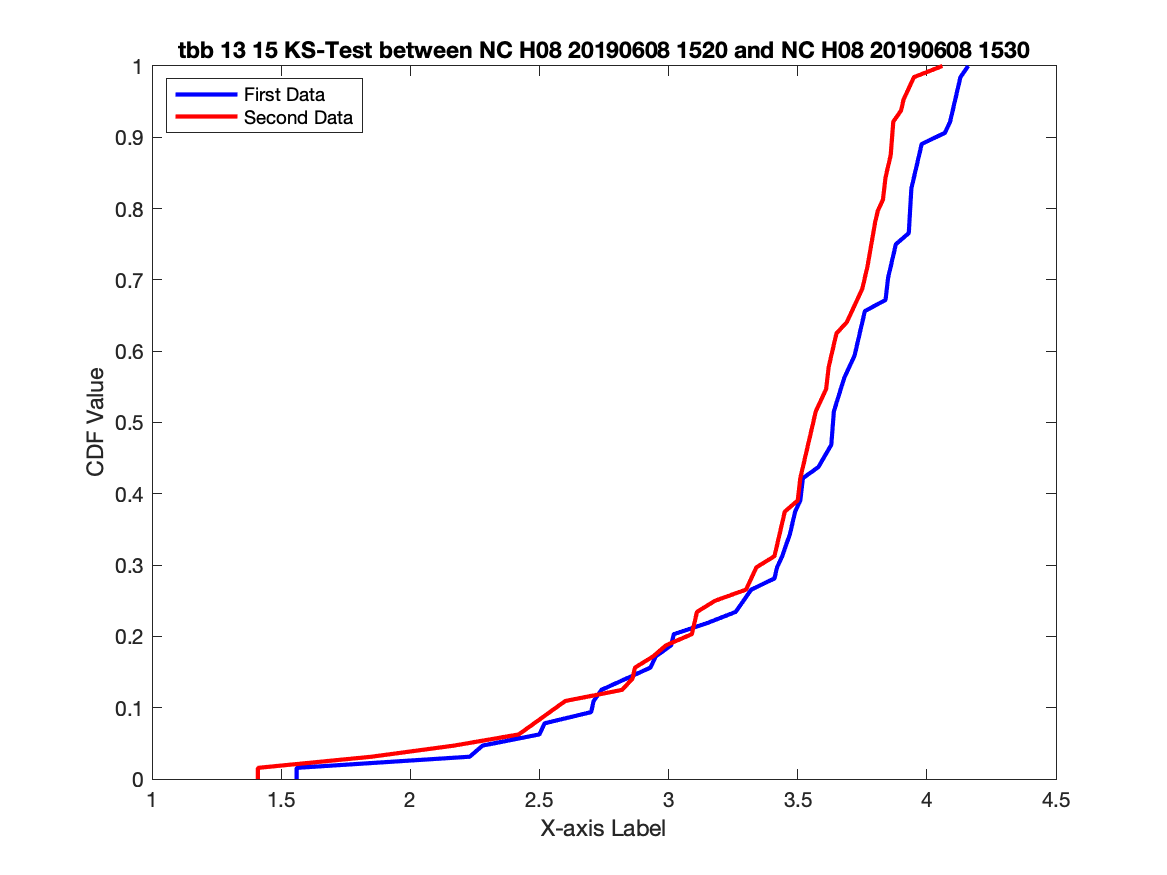 tbb 13 15 KS-Test between NC H08 20190608 1520 and NC H08 20190608 1530
First Data
Second Data
1
0.9
0.8
0.7
0.6
0.5
0.4
0.3
0.2
0.1
0
CDF Value
1 1.5 2 2.5 3 3.5 4 4.5
X-axis Label